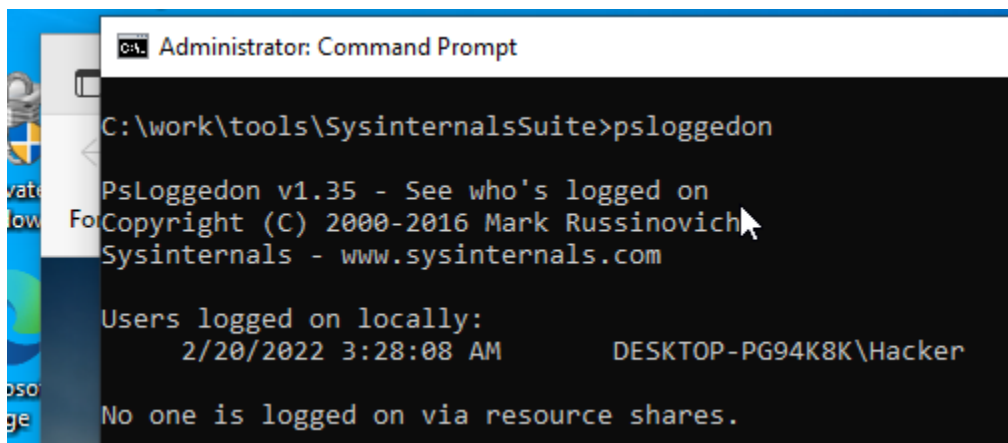 Administrator: Command Prompt
C:\work\tools\SysinternalsSuite>psloggedon
PsLoggedon v1.35 - See who's logged on
Copyright (C) 2000-2016 Mark Russinovich
Sysinternals - www.sysinternals.com
Users logged on locally:
2/20/2022 3:28:08 AM DESKTOP-PG94K8K\Hacker
No one is logged on via resource shares.